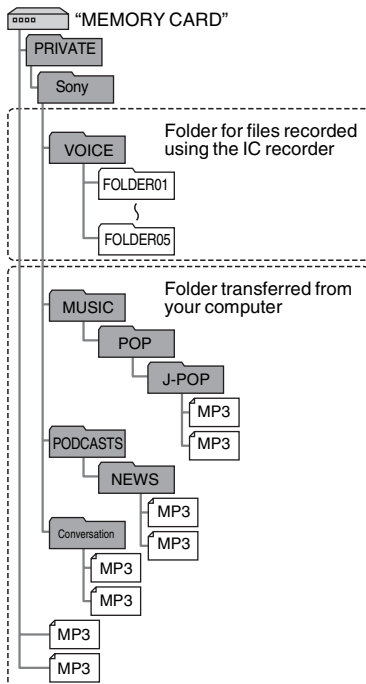 “MEMORY CARD”
PRIVATE
Sony
Folder for files recorded
using the IC recorder
VOICE
FOLDER01
FOLDER05
Folder transferred from
your computer
MUSIC
POP
J-POP
MP3
MP3
PODCASTS
NEWS
MP3
MP3
Conversation
MP3
MP3
MP3
MP3